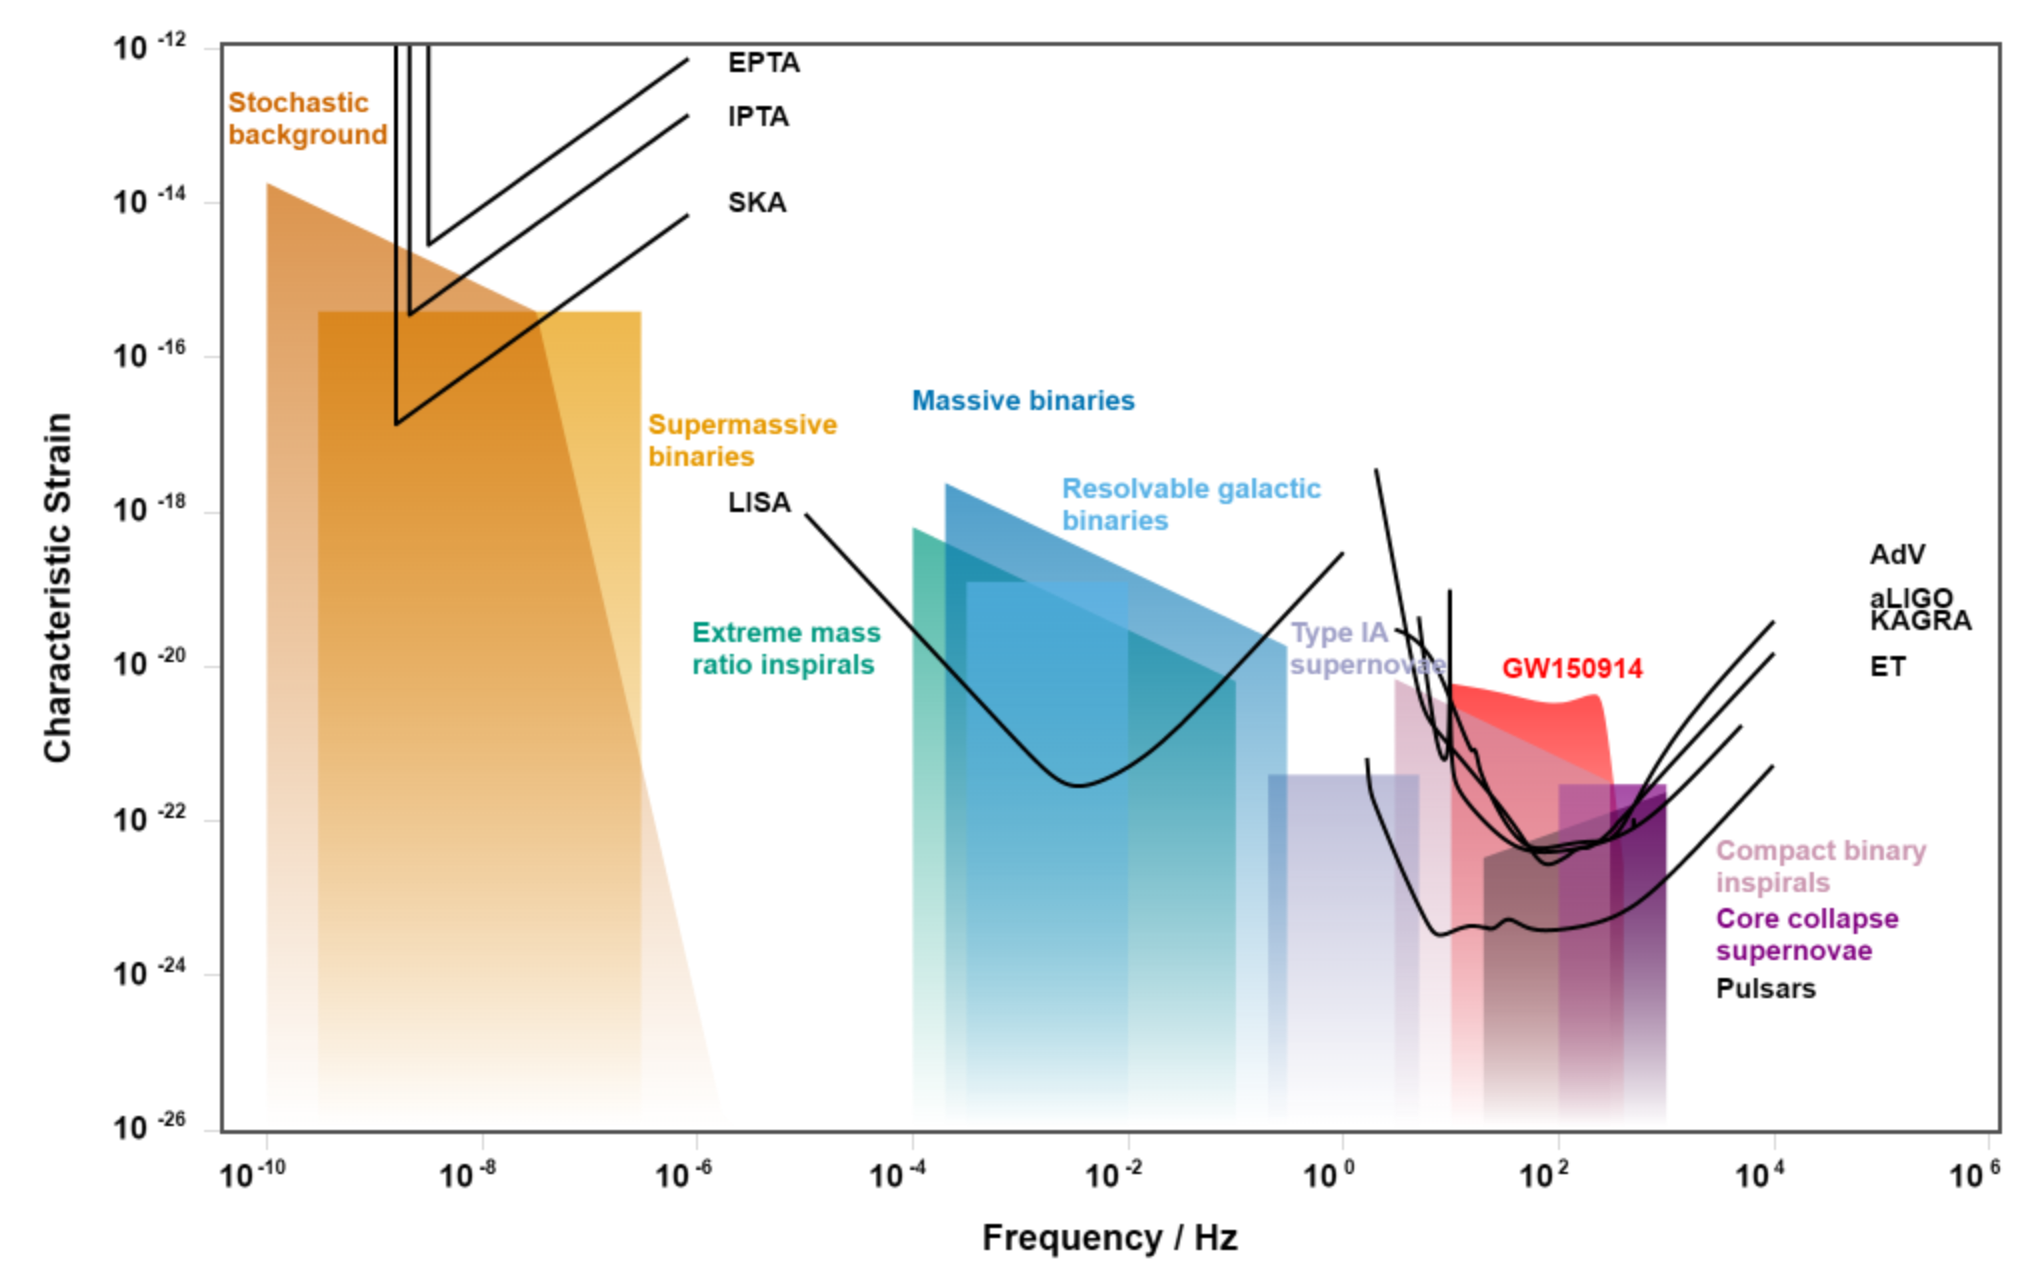 10 -12
EPTA
Stochastic
background
IPTA
10 -14
SKA
10 -16
Massive binaries
Supermassive
binaries
Resolvable galactic
binaries
LISA
10 -18
AdV
aLIGO
KAGRA
Extreme mass
ratio inspirals
Type IA
supernovae
GW150914
ET
10 -20
10 -22
Compact binary
inspirals
Core collapse
supernovae
Pulsars
10 -24
10 -26
Characteristic Strain
10 -10 10 -8 10 -6 10 -4 10 -2 10 0 10 2 10 4 10 6
Frequency / Hz